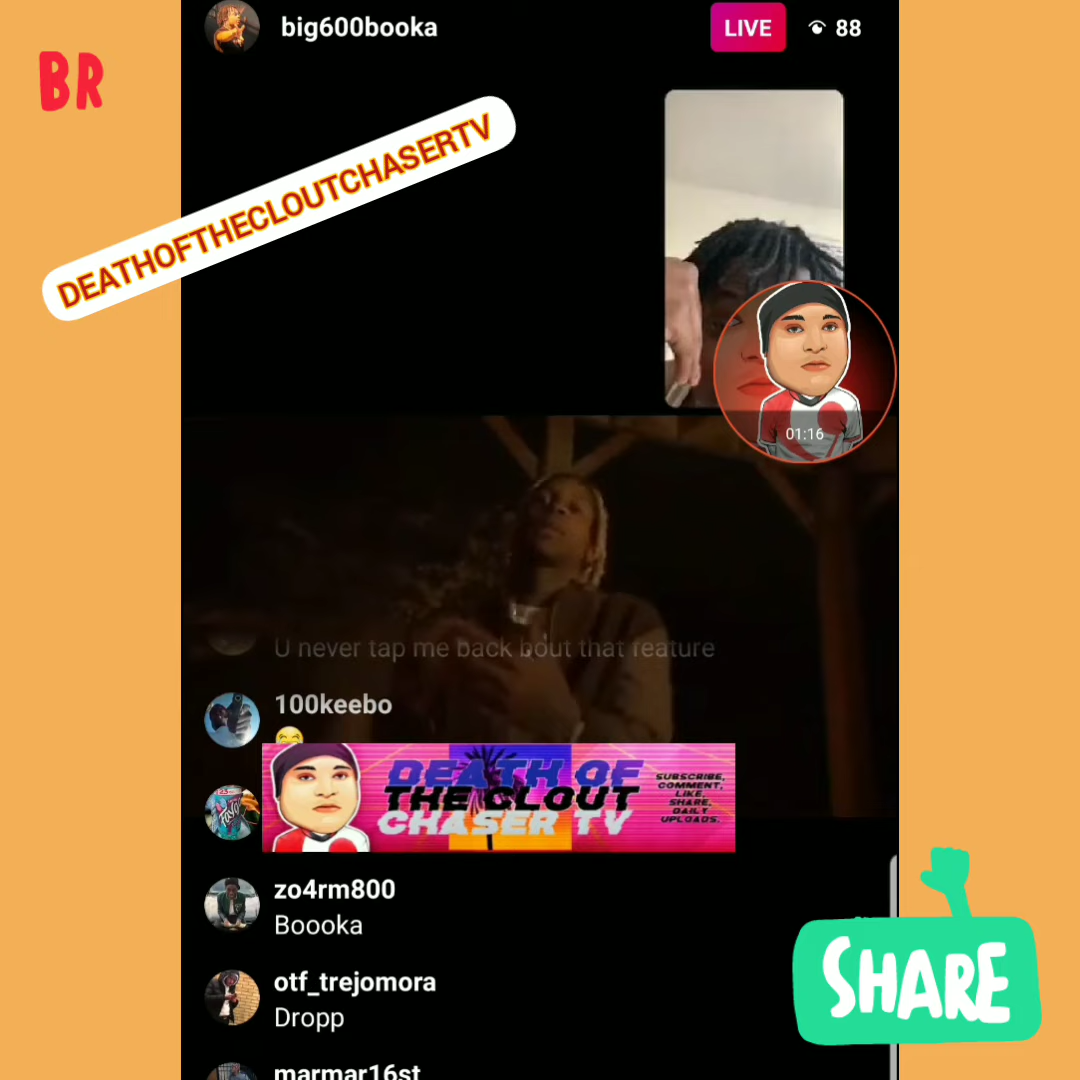 big600booka
LIVE
88
BR
DEATHOFTHECLOUTCHASERTV
01:16
U never tap me back bout that feature
100keebo
DEATH OF
THE CLOUT
CHASER TV
SUBSCRIBE,
COMMENT,
LIKE,
SHARE,
DAILY
UPLOADS.
zo4rm800
Boooka
otf_trejomora
Dropp
SHARE
marmar16st